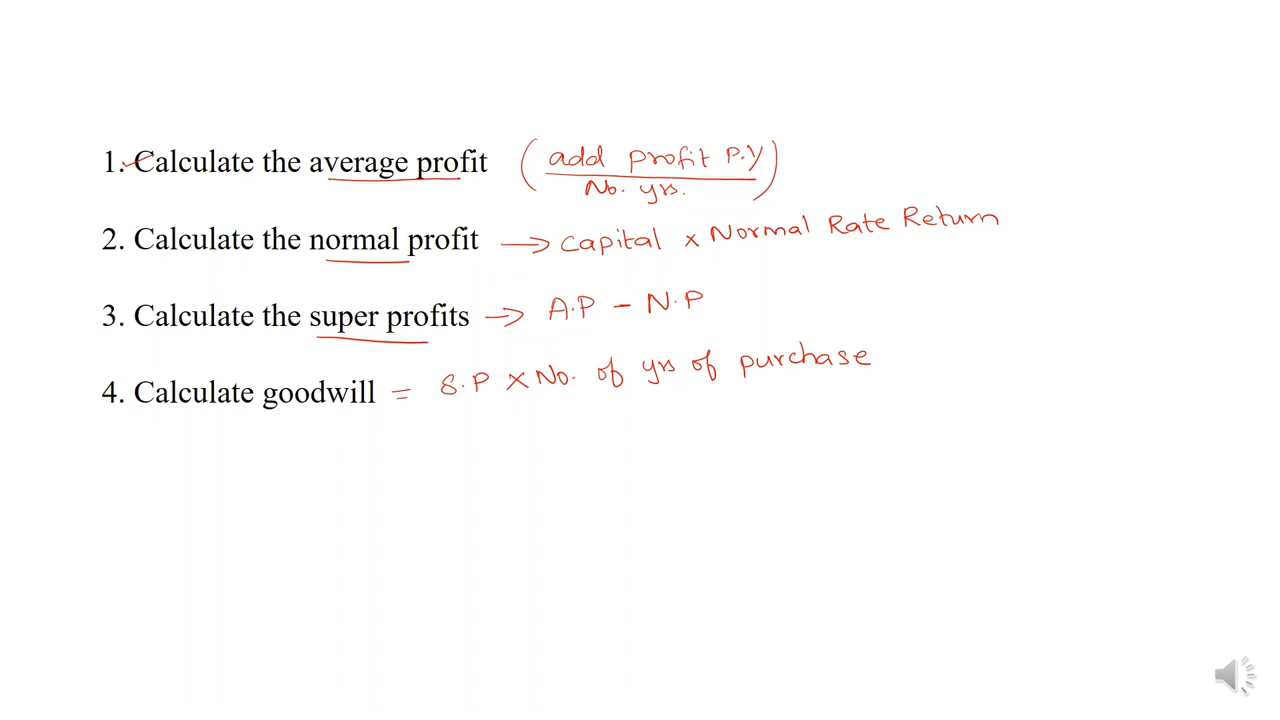 1. Calculate the average profit (add profit P.Y / No. yrs.)
2. Calculate the normal profit → Capital × Normal Rate Return
3. Calculate the super profits → A.P – N.P
4. Calculate goodwill = S.P × No. of yrs of purchase